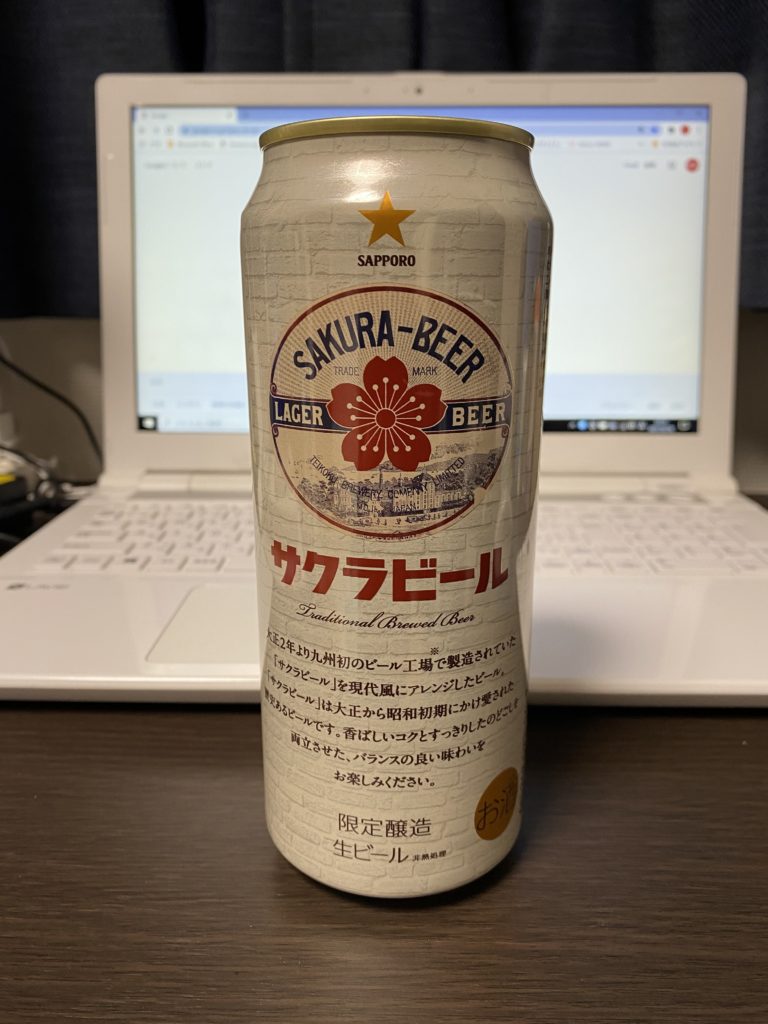 SAPPORO
SAKURA-BEER
TRADE MARK
LAGER BEER
TEIKOKU BREWERY COMPANY LIMITED
JAPAN
サクラビール
Traditional Brewed Beer
大正2年より九州初のビール工場※で製造されていた
「サクラビール」を現代風にアレンジしたビール。
「サクラビール」は大正から昭和初期にかけ愛された
歴史あるビールです。香ばしいコクとすっきりしたのどごしを
両立させた、バランスの良い味わいを
お楽しみください。
お酒
限定醸造
生ビール 非熱処理